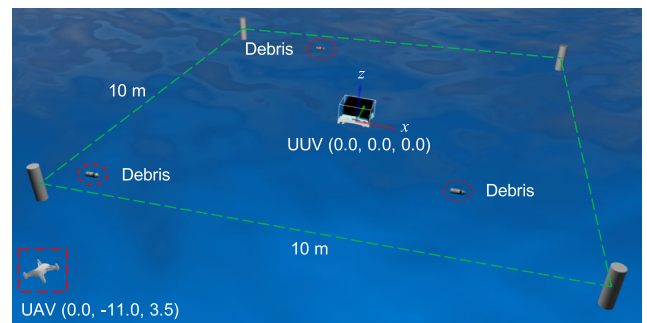 Debris
z
10 m
x
UUV (0.0, 0.0, 0.0)
Debris
Debris
10 m
UAV (0.0, -11.0, 3.5)